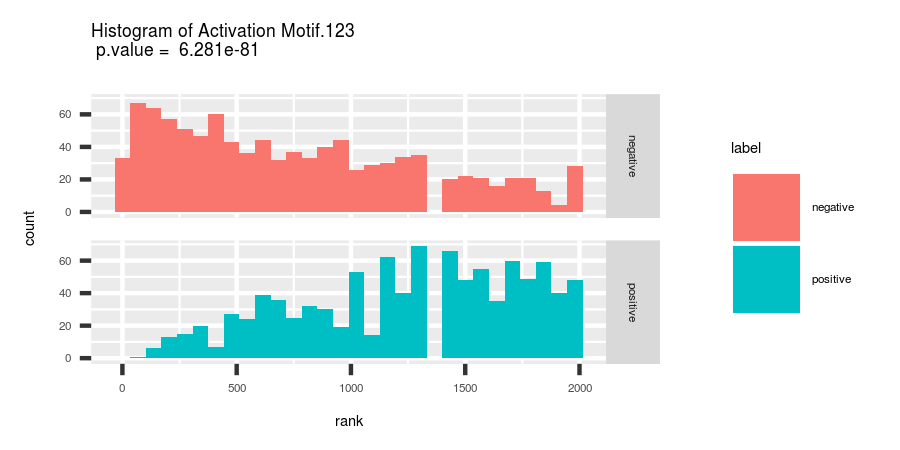 Histogram of Activation Motif.123
p.value = 6.281e-81
count
60
40
20
0
negative
60
40
20
0
positive
0 500 1000 1500 2000
rank
label
negative
positive